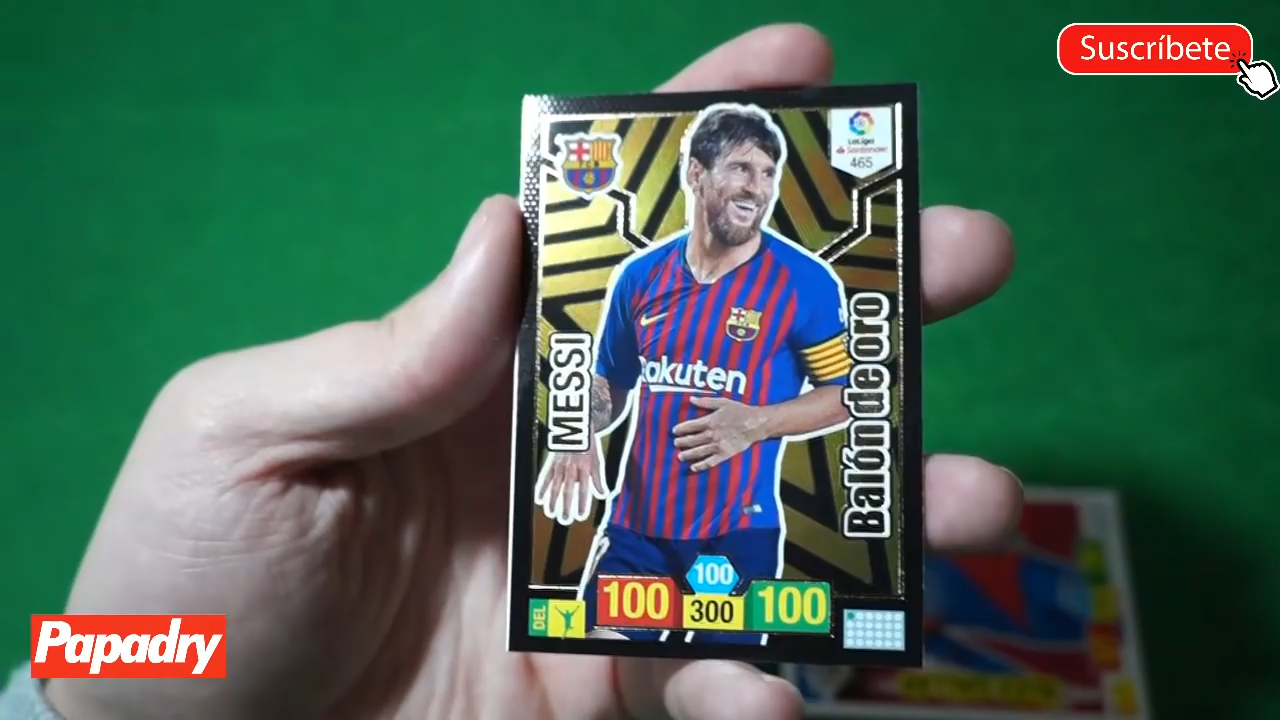 Suscríbete
LaLiga
Santander
465
MESSI
Balón de oro
Rakuten
100
100
300
100
DEL
Papadry